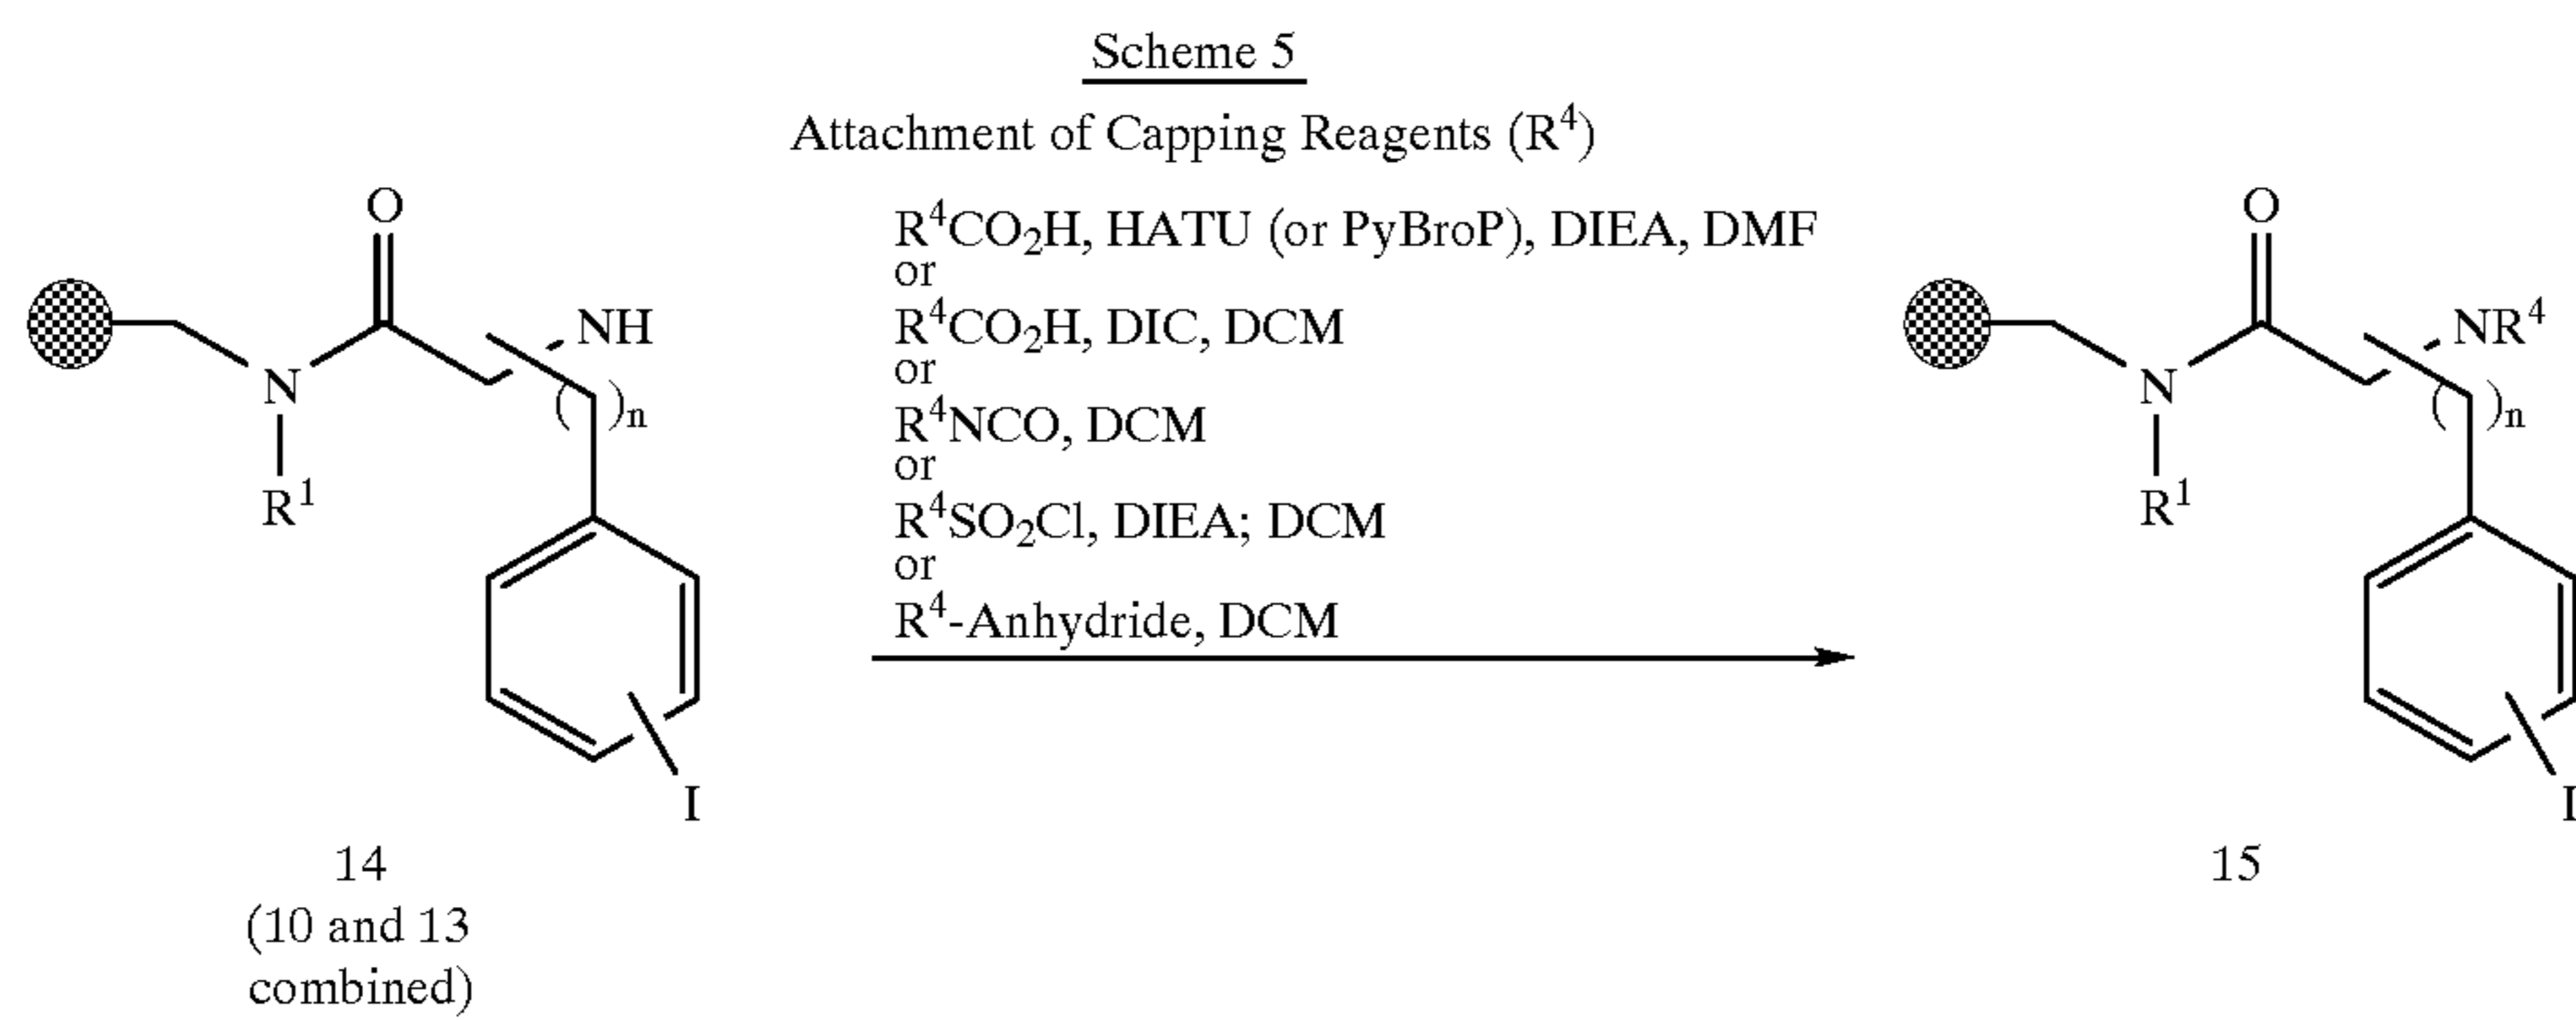 Scheme 5
Attachment of Capping Reagents (R⁴)
R⁴CO₂H, HATU (or PyBroP), DIEA, DMF
or
R⁴CO₂H, DIC, DCM
or
R⁴NCO, DCM
or
R⁴SO₂Cl, DIEA; DCM
or
R⁴-Anhydride, DCM
O
NH
N
( )n
R¹
I
14
(10 and 13
combined)
O
NR⁴
N
( )n
R¹
I
15